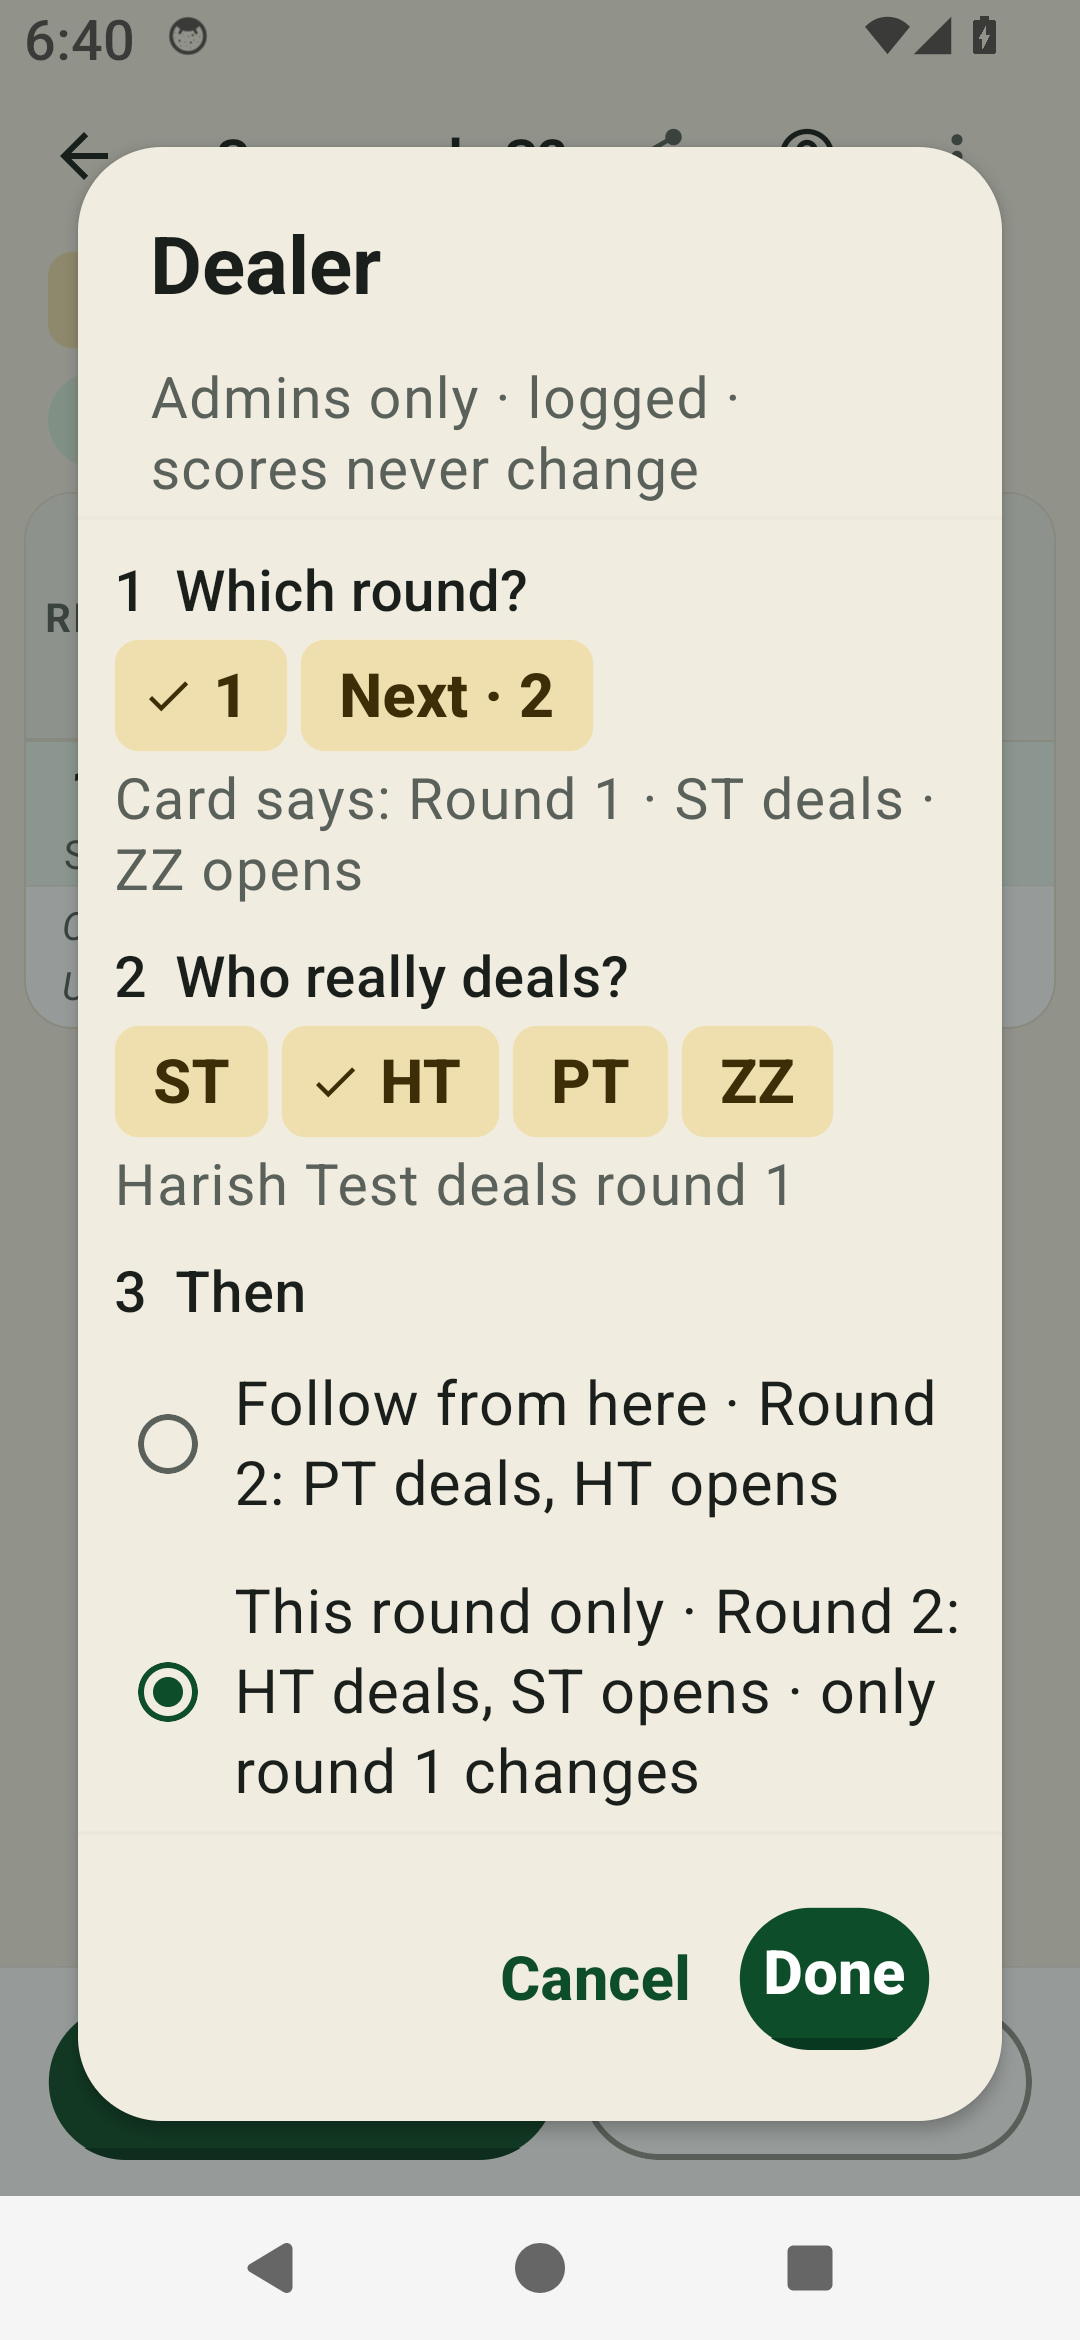 6:40
Dealer
Admins only · logged ·
scores never change
1 Which round?
1 Next · 2
Card says: Round 1 · ST deals ·
ZZ opens
2 Who really deals?
ST HT PT ZZ
Harish Test deals round 1
3 Then
Follow from here · Round
2: PT deals, HT opens
This round only · Round 2:
HT deals, ST opens · only
round 1 changes
Cancel Done